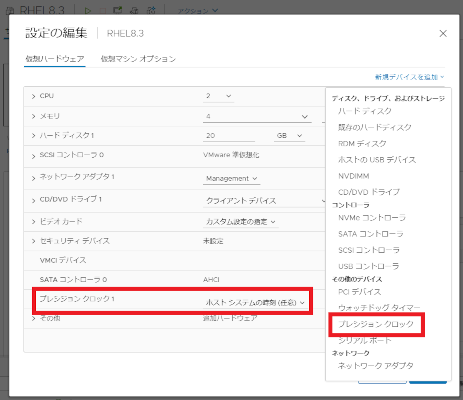 RHEL8.3
アクション
設定の編集 RHEL8.3
仮想ハードウェア 仮想マシン オプション
新規デバイスを追加
CPU 2
メモリ 4
ハード ディスク 1 20 GB
SCSI コントローラ 0 VMware 準仮想化
ネットワーク アダプタ 1 Management
CD/DVD ドライブ 1 クライアント デバイス
ビデオ カード カスタム設定の指定
セキュリティ デバイス 未設定
VMCI デバイス
SATA コントローラ 0 AHCI
プレシジョン クロック 1 ホスト システムの時刻 (任意)
その他 追加ハードウェア
ディスク、ドライブ、およびストレージ
ハード ディスク
既存のハードディスク
RDM ディスク
ホストの USB デバイス
NVDIMM
CD/DVD ドライブ
コントローラ
NVMe コントローラ
SATA コントローラ
SCSI コントローラ
USB コントローラ
その他のデバイス
PCI デバイス
ウォッチドッグ タイマー
プレシジョン クロック
シリアル ポート
ネットワーク
ネットワーク アダプタ